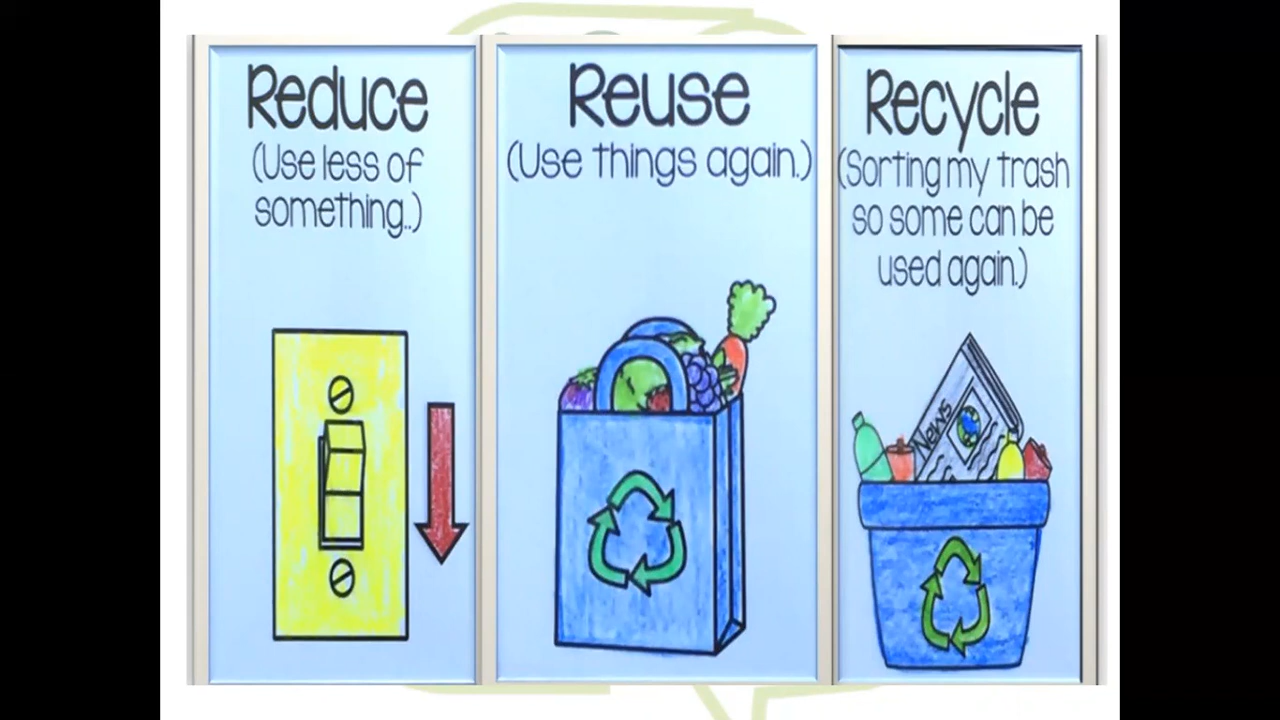 Reduce
(Use less of
something..)
Reuse
(Use things again.)
Recycle
(Sorting my trash
so some can be
used again.)
News